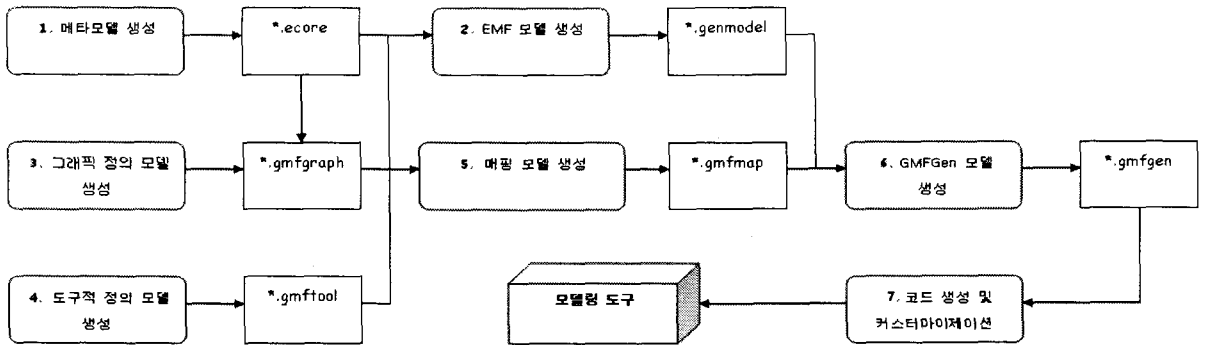 1. 메타모델 생성
*.ecore
2. EMF 모델 생성
*.genmodel
3. 그래픽 정의 모델
생성
*.gmfgraph
5. 매핑 모델 생성
*.gmfmap
6. GMFGen 모델
생성
*.gmfgen
4. 도구적 정의 모델
생성
*.gmftool
모델링 도구
7. 코드 생성 및
커스터마이제이션